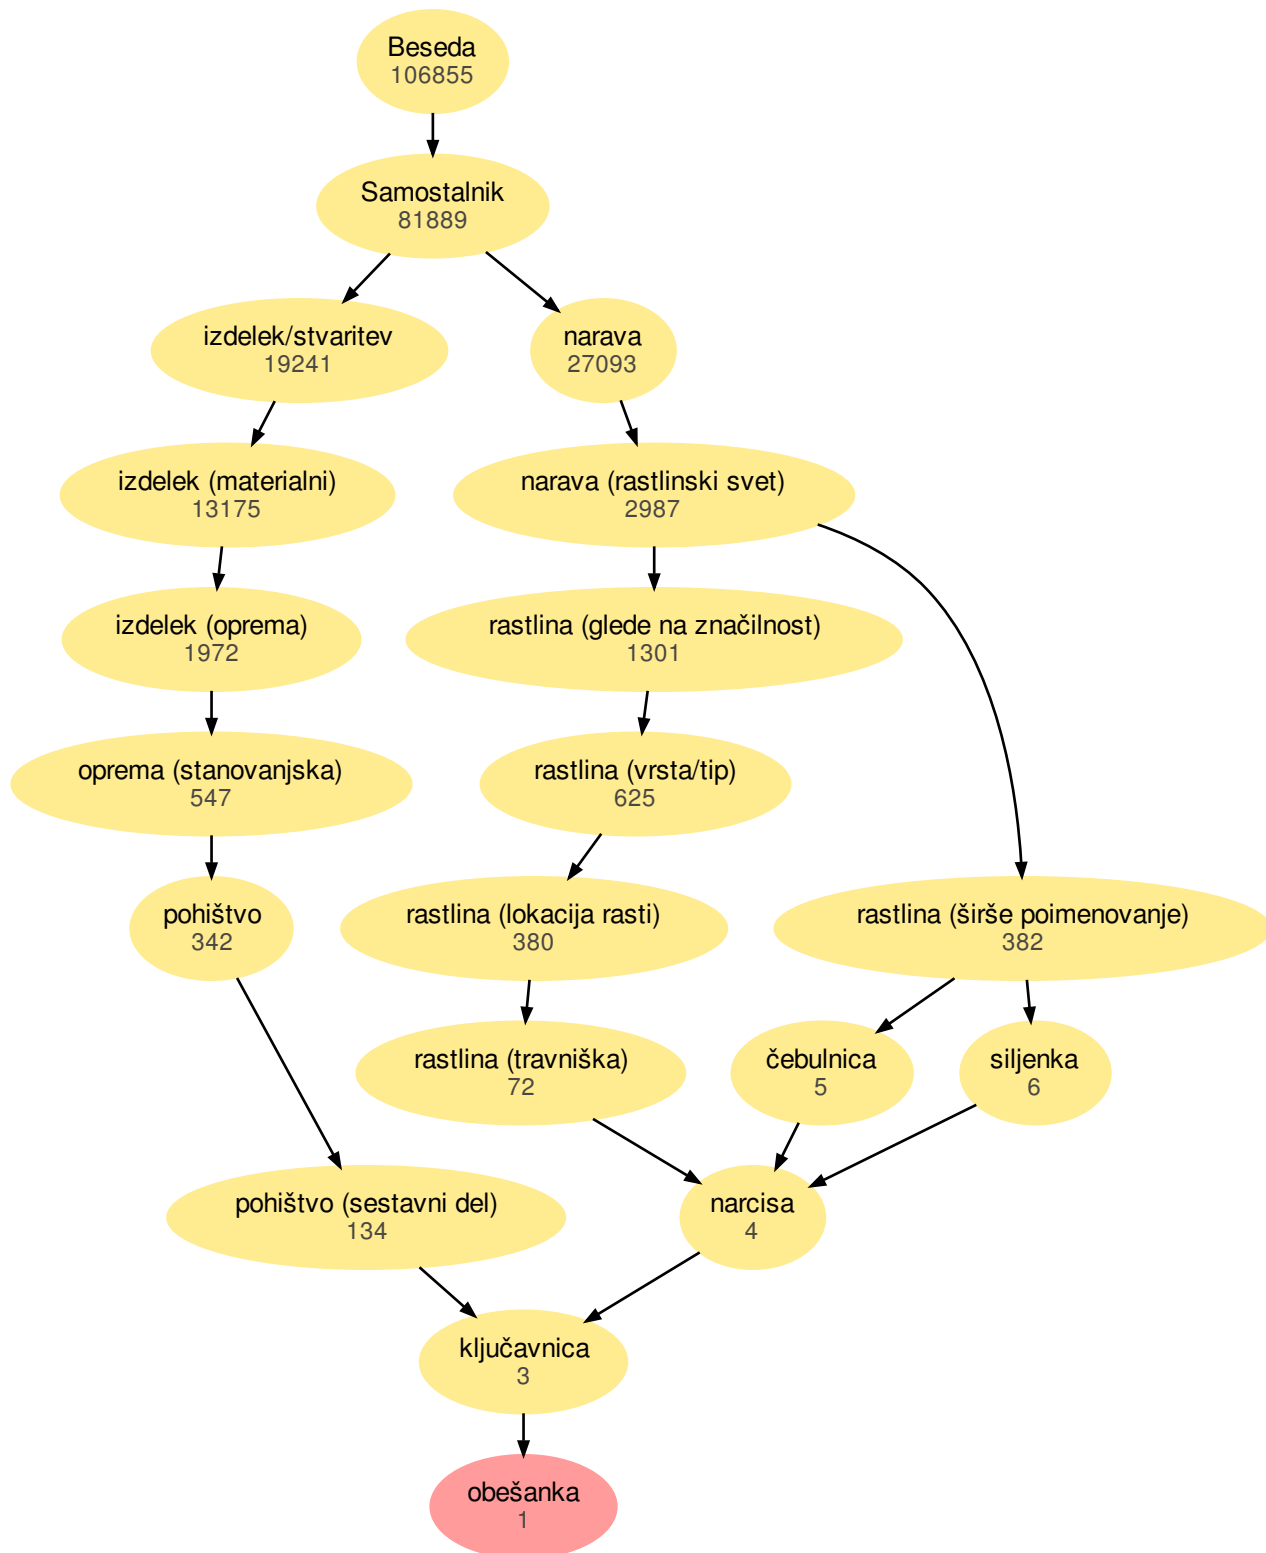 Beseda
106855
Samostalnik
81889
izdelek/stvaritev
19241
narava
27093
izdelek (materialni)
13175
narava (rastlinski svet)
2987
izdelek (oprema)
1972
rastlina (glede na značilnost)
1301
oprema (stanovanjska)
547
rastlina (vrsta/tip)
625
pohištvo
342
rastlina (lokacija rasti)
380
rastlina (širše poimenovanje)
382
rastlina (travniška)
72
čebulnica
5
siljenka
6
pohištvo (sestavni del)
134
narcisa
4
ključavnica
3
obešanka
1